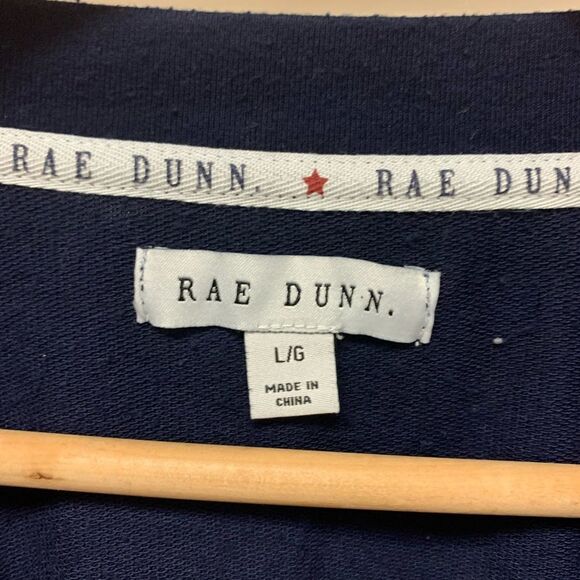 RAE DUNN. ★ RAE DUN
RAE DUNN.
L/G
MADE IN
CHINA